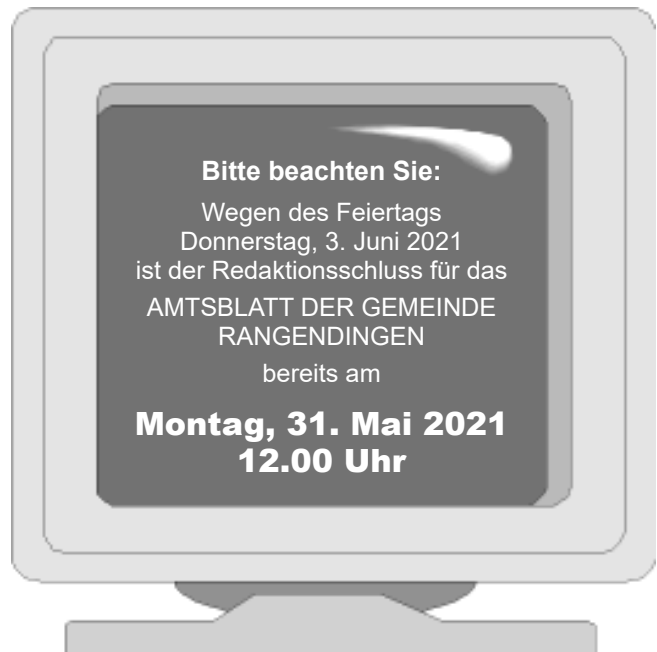 Bitte beachten Sie:
Wegen des Feiertags
Donnerstag, 3. Juni 2021
ist der Redaktionsschluss für das
AMTSBLATT DER GEMEINDE
RANGENDINGEN
bereits am
Montag, 31. Mai 2021
12.00 Uhr